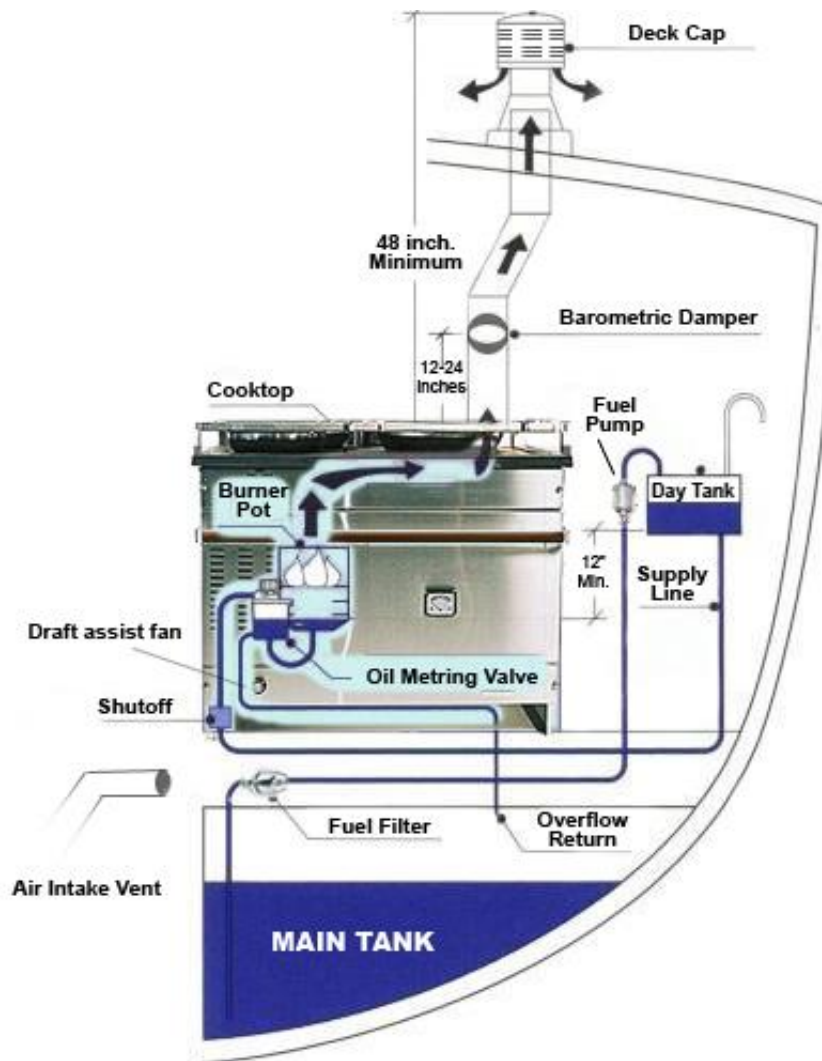 Deck Cap
48 inch.
Minimum
Barometric Damper
12-24
Inches
Cooktop
Fuel
Pump
Burner
Pot
Day Tank
12"
Min.
Supply
Line
Draft assist fan
Oil Metring Valve
Shutoff
Fuel Filter
Overflow
Return
Air Intake Vent
MAIN TANK